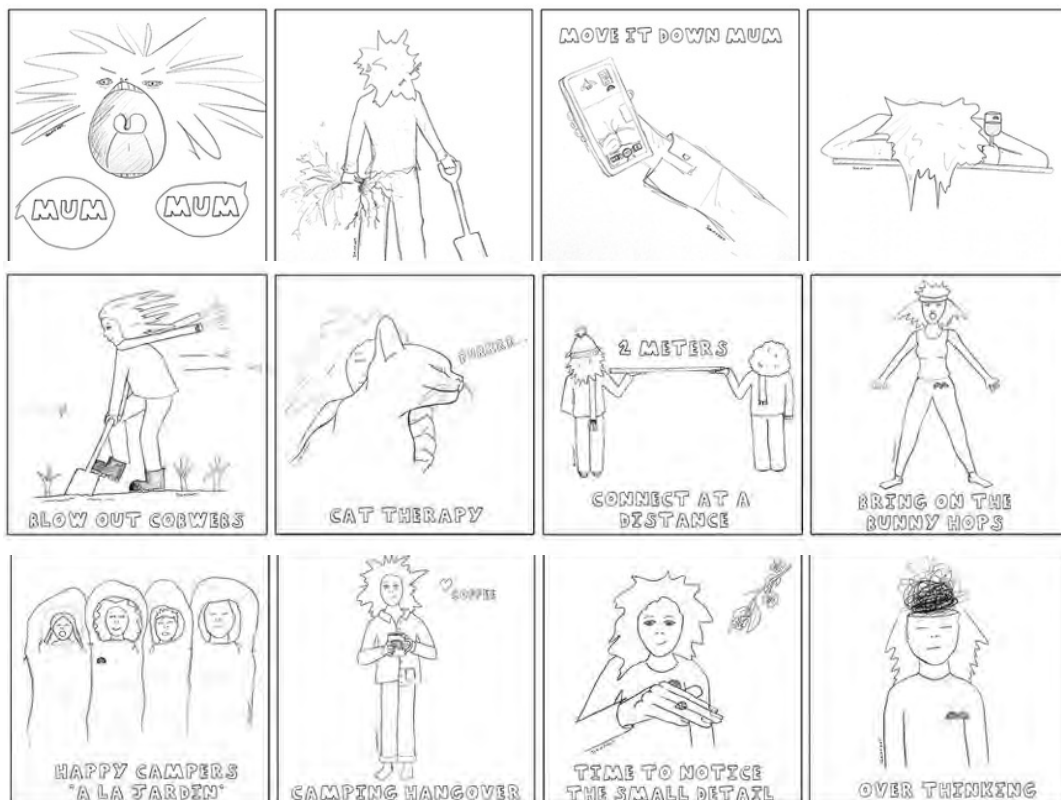 MUM
MUM
MOVE IT DOWN MUM
PURRRR...
2 METERS
BLOW OUT COBWEBS
CAT THERAPY
CONNECT AT A
DISTANCE
BRING ON THE
BUNNY HOPS
COFFEE
HAPPY CAMPERS
'A LA JARDIN'
CAMPING HANGOVER
TIME TO NOTICE
THE SMALL DETAIL
OVER THINKING